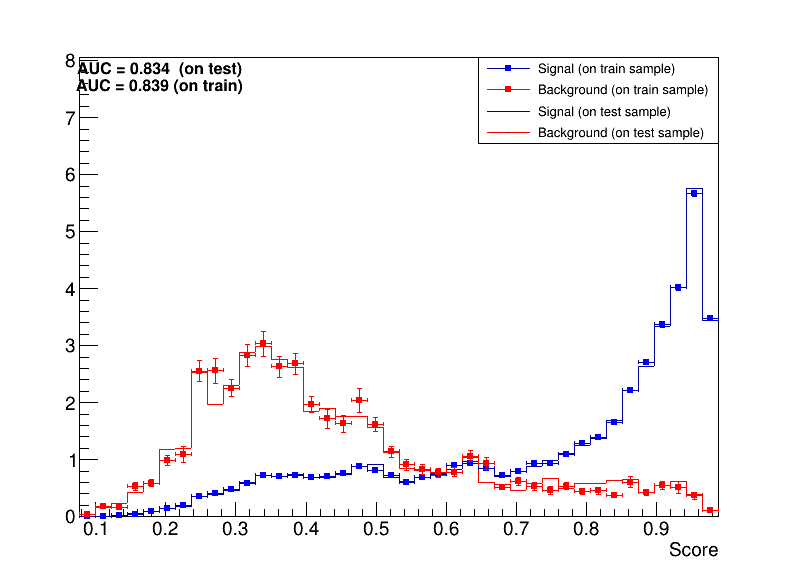 AUC = 0.834 (on test)
AUC = 0.839 (on train)
Signal (on train sample)
Background (on train sample)
Signal (on test sample)
Background (on test sample)
8
7
6
5
4
3
2
1
0
0.1 0.2 0.3 0.4 0.5 0.6 0.7 0.8 0.9
Score